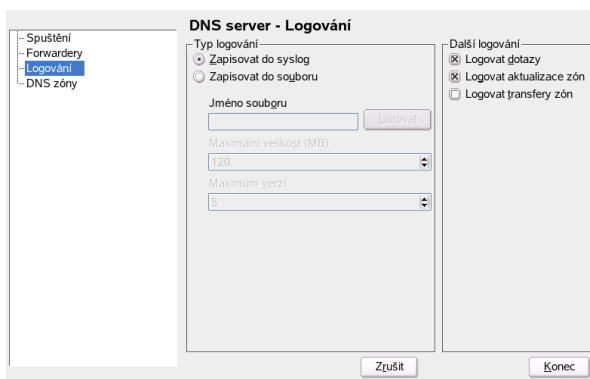 DNS server - Logování
Spuštění
Forwardery
Logování
DNS zóny
Typ logování
Zapisovat do syslog
Zapisovat do souboru
Jméno souboru
Listovat
Maximální velikost (MB)
120
Maximum verzí
5
Další logování
Logovat dotazy
Logovat aktualizace zón
Logovat transfery zón
Zrušit
Konec